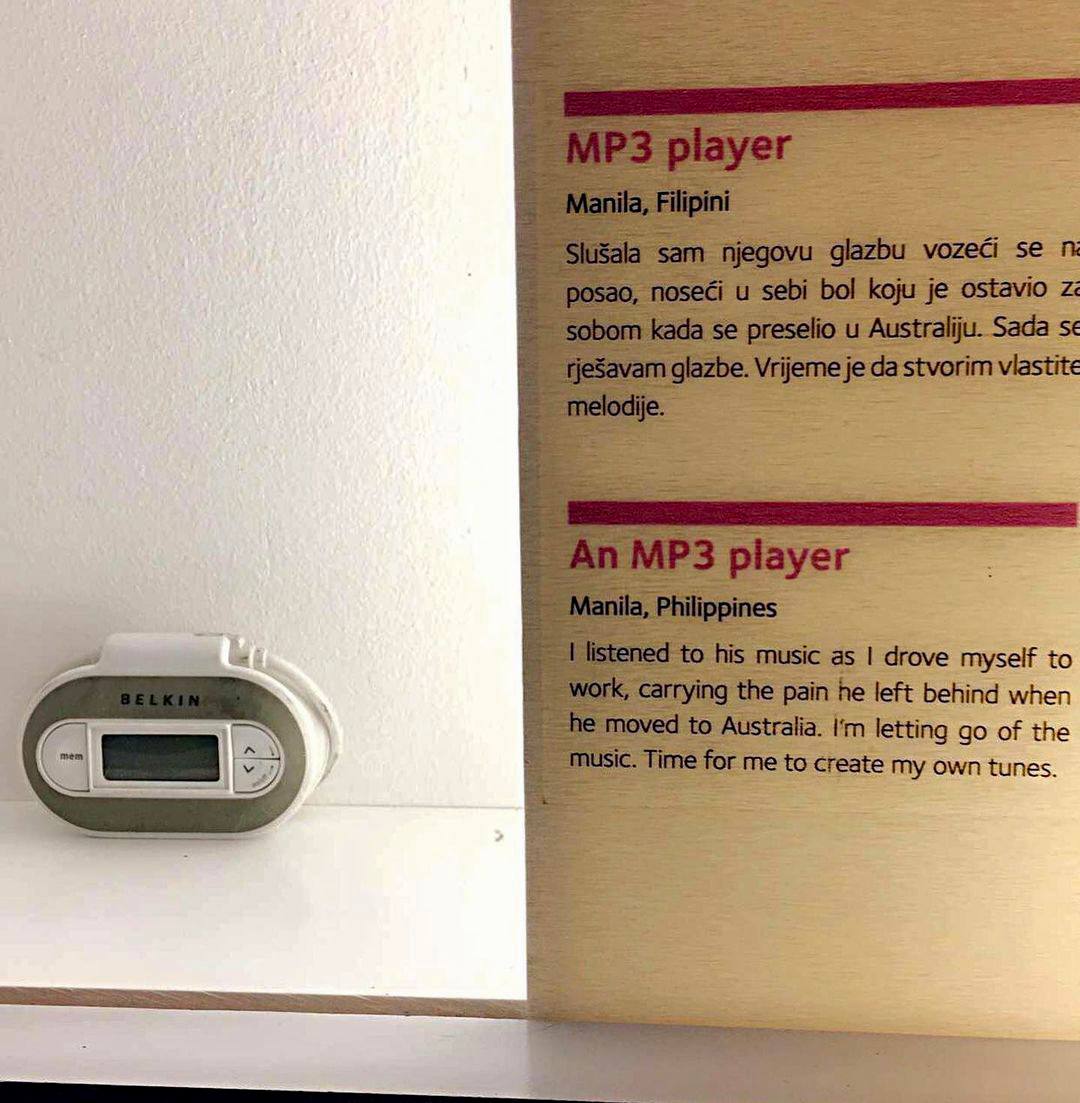 MP3 player
Manila, Filipini
Slušala sam njegovu glazbu vozeći se
posao, noseći u sebi bol koju je ostavio
sobom kada se preselio u Australiju. Sada se
rješavam glazbe. Vrijeme je da stvorim vlastite
melodije.
An MP3 player
Manila, Philippines
I listened to his music as I drove myself to
work, carrying the pain he left behind when
he moved to Australia. I'm letting go of the
music. Time for me to create my own tunes.
BELKIN
mem